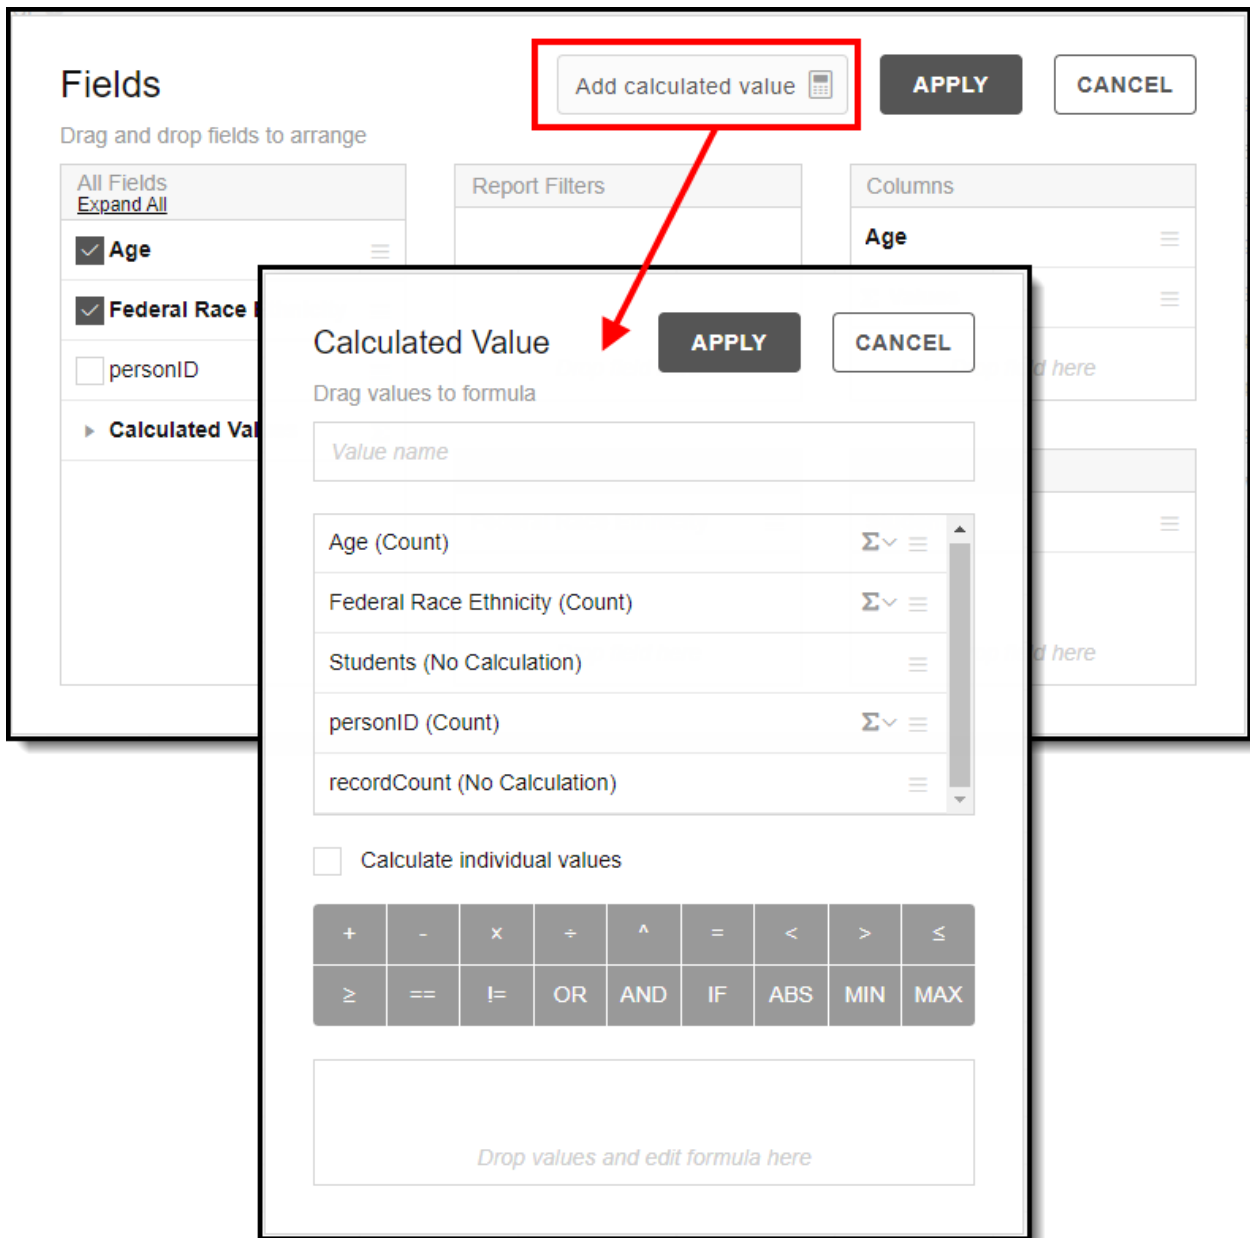 Fields
Add calculated value
APPLY
CANCEL
Drag and drop fields to arrange
All Fields
Expand All
Report Filters
Columns
Age
Age
Federal Race
personID
Calculated Val
d here
d here
Calculated Value
APPLY
CANCEL
Drag values to formula
Value name
Age (Count)
Σ
Federal Race Ethnicity (Count)
Σ
Students (No Calculation)
personID (Count)
Σ
recordCount (No Calculation)
Calculate individual values
+ - x ÷ ^ = < > ≤
≥ == != OR AND IF ABS MIN MAX
Drop values and edit formula here